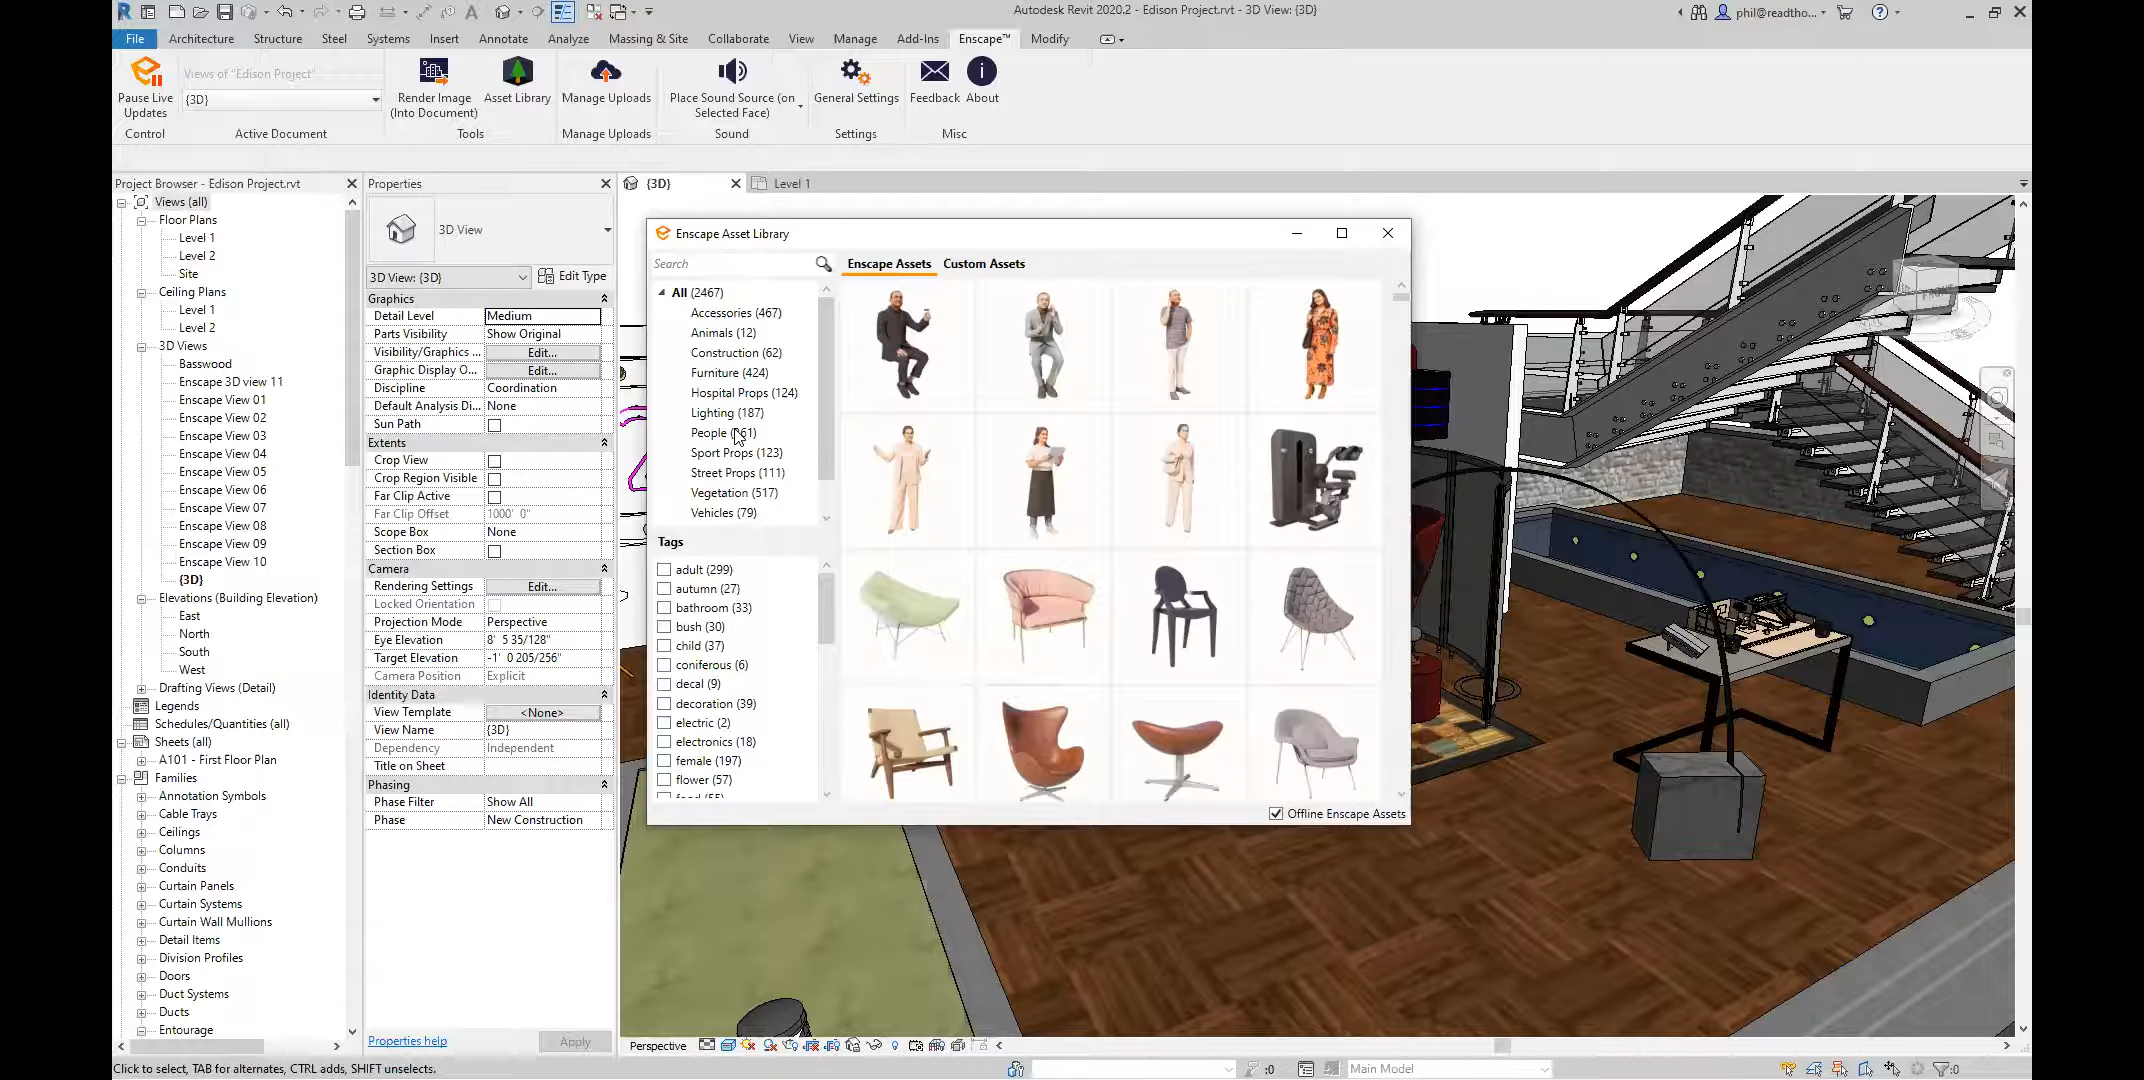 Autodesk Revit 2020.2 - Edison Project.rvt - 3D View: {3D}
phil@readtho...
File Architecture Structure Steel Systems Insert Annotate Analyze Massing & Site Collaborate View Manage Add-Ins Enscape™ Modify
Pause Live Updates
Views of "Edison Project"
{3D}
Render Image (Into Document)
Asset Library
Manage Uploads
Place Sound Source (on Selected Face)
General Settings
Feedback
About
Control Active Document Tools Manage Uploads Sound Settings Misc
Project Browser - Edison Project.rvt
Views (all)
Floor Plans
Level 1
Level 2
Site
Ceiling Plans
Level 1
Level 2
3D Views
Basswood
Enscape 3D view 11
Enscape View 01
Enscape View 02
Enscape View 03
Enscape View 04
Enscape View 05
Enscape View 06
Enscape View 07
Enscape View 08
Enscape View 09
Enscape View 10
{3D}
Elevations (Building Elevation)
East
North
South
West
Drafting Views (Detail)
Legends
Schedules/Quantities (all)
Sheets (all)
A101 - First Floor Plan
Families
Annotation Symbols
Cable Trays
Ceilings
Columns
Conduits
Curtain Panels
Curtain Systems
Curtain Wall Mullions
Detail Items
Division Profiles
Doors
Duct Systems
Ducts
Entourage
Properties
3D View
3D View: {3D} Edit Type
Graphics
Detail Level Medium
Parts Visibility Show Original
Visibility/Graphics ... Edit...
Graphic Display O... Edit...
Discipline Coordination
Default Analysis Di... None
Sun Path
Extents
Crop View
Crop Region Visible
Far Clip Active
Far Clip Offset 1000' 0"
Scope Box None
Section Box
Camera
Rendering Settings Edit...
Locked Orientation
Projection Mode Perspective
Eye Elevation 8' 5 35/128"
Target Elevation -1' 0 205/256"
Camera Position Explicit
Identity Data
View Template <None>
View Name {3D}
Dependency Independent
Title on Sheet
Phasing
Phase Filter Show All
Phase New Construction
Properties help Apply
{3D} Level 1
Enscape Asset Library
Search
Enscape Assets Custom Assets
All (2467)
Accessories (467)
Animals (12)
Construction (62)
Furniture (424)
Hospital Props (124)
Lighting (187)
People
Sport Props (123)
Street Props (111)
Vegetation (517)
Vehicles (79)
Tags
adult (299)
autumn (27)
bathroom (33)
bush (30)
child (37)
coniferous (6)
decal (9)
decoration (39)
electric (2)
electronics (18)
female (197)
flower (57)
Offline Enscape Assets
FRONT
Perspective
Click to select, TAB for alternates, CTRL adds, SHIFT unselects.
:0
Main Model
:0